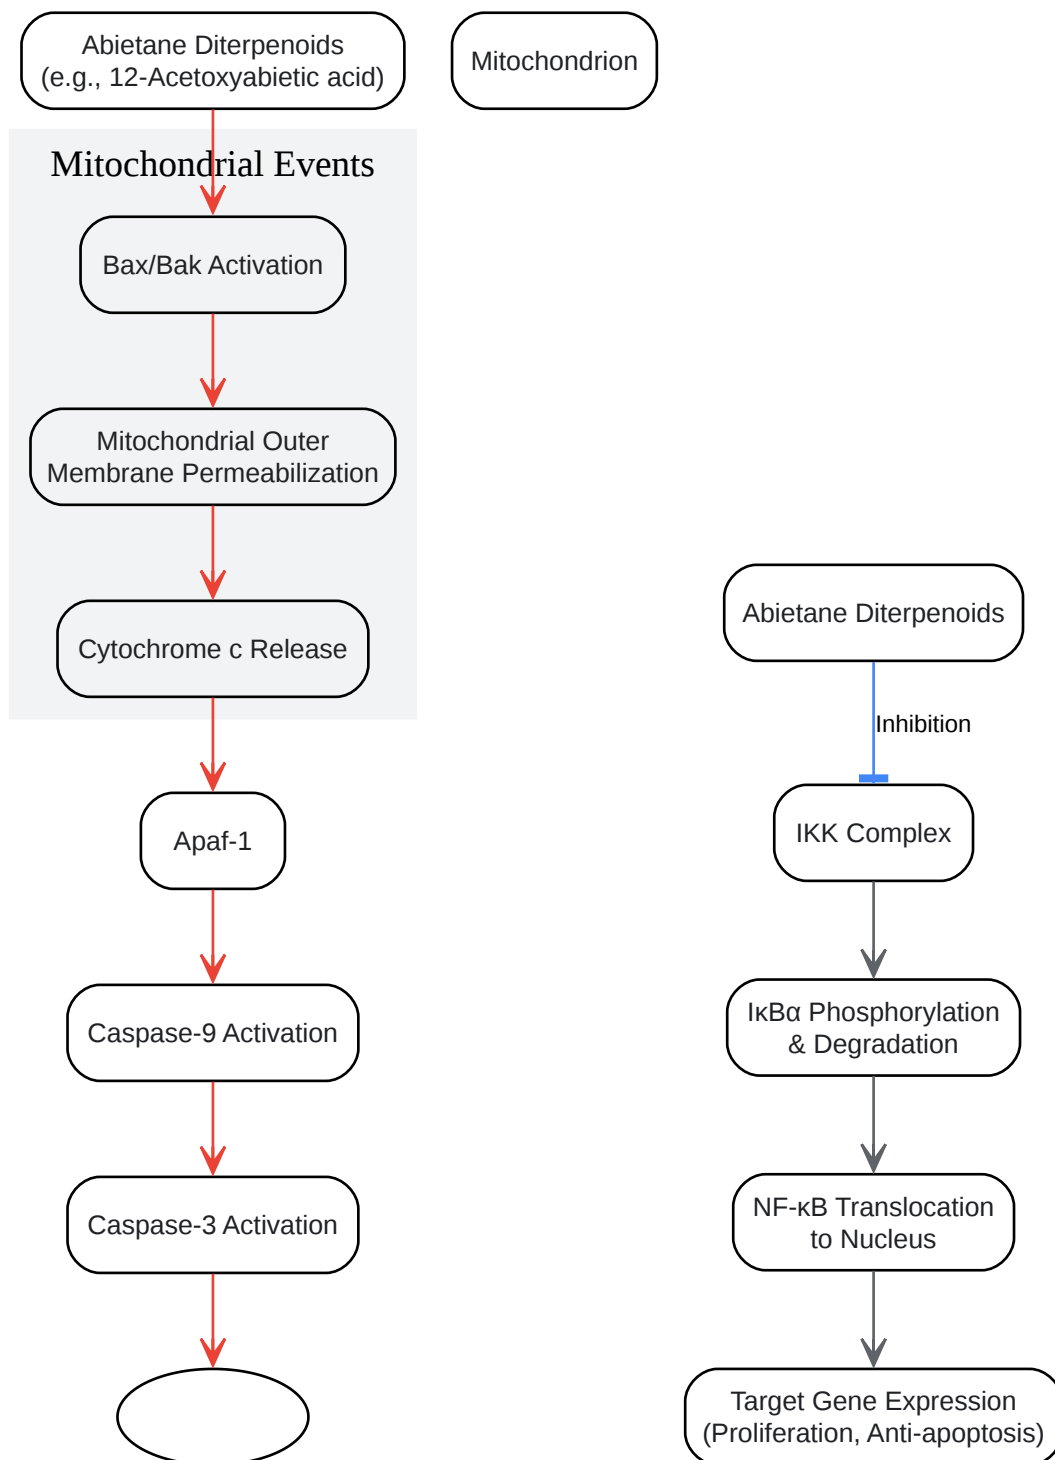 Abietane Diterpenoids
(e.g., 12-Acetoxyabietic acid)
Mitochondrion
Mitochondrial Events
Bax/Bak Activation
Mitochondrial Outer
Membrane Permeabilization
Cytochrome c Release
Apaf-1
Caspase-9 Activation
Caspase-3 Activation
Abietane Diterpenoids
Inhibition
IKK Complex
IκBα Phosphorylation
& Degradation
NF-κB Translocation
to Nucleus
Target Gene Expression
(Proliferation, Anti-apoptosis)